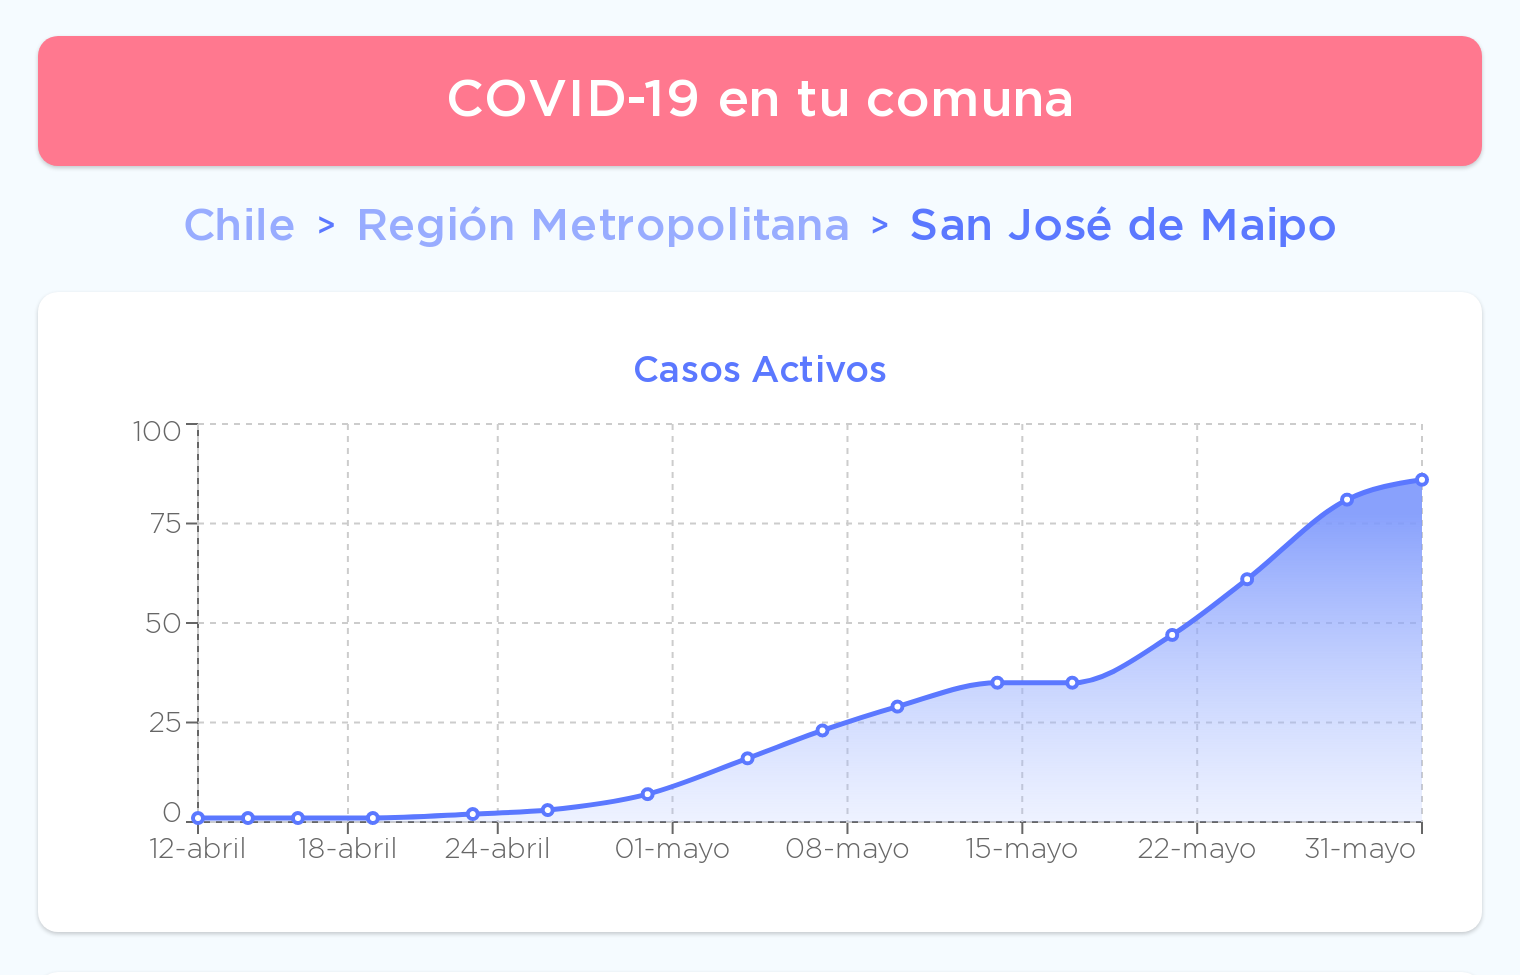 COVID-19 en tu comuna
Chile > Región Metropolitana > San José de Maipo
Casos Activos
100
75
50
25
0
12-abril 18-abril 24-abril 01-mayo 08-mayo 15-mayo 22-mayo 31-mayo